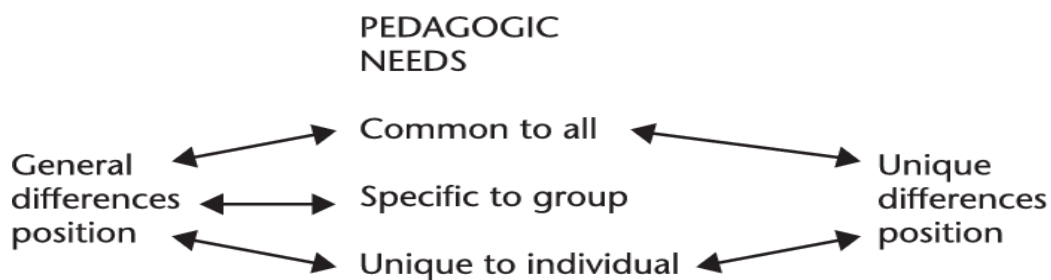 PEDAGOGIC
NEEDS
Common to all
General
differences
position
Specific to group
Unique to individual
Unique
differences
position